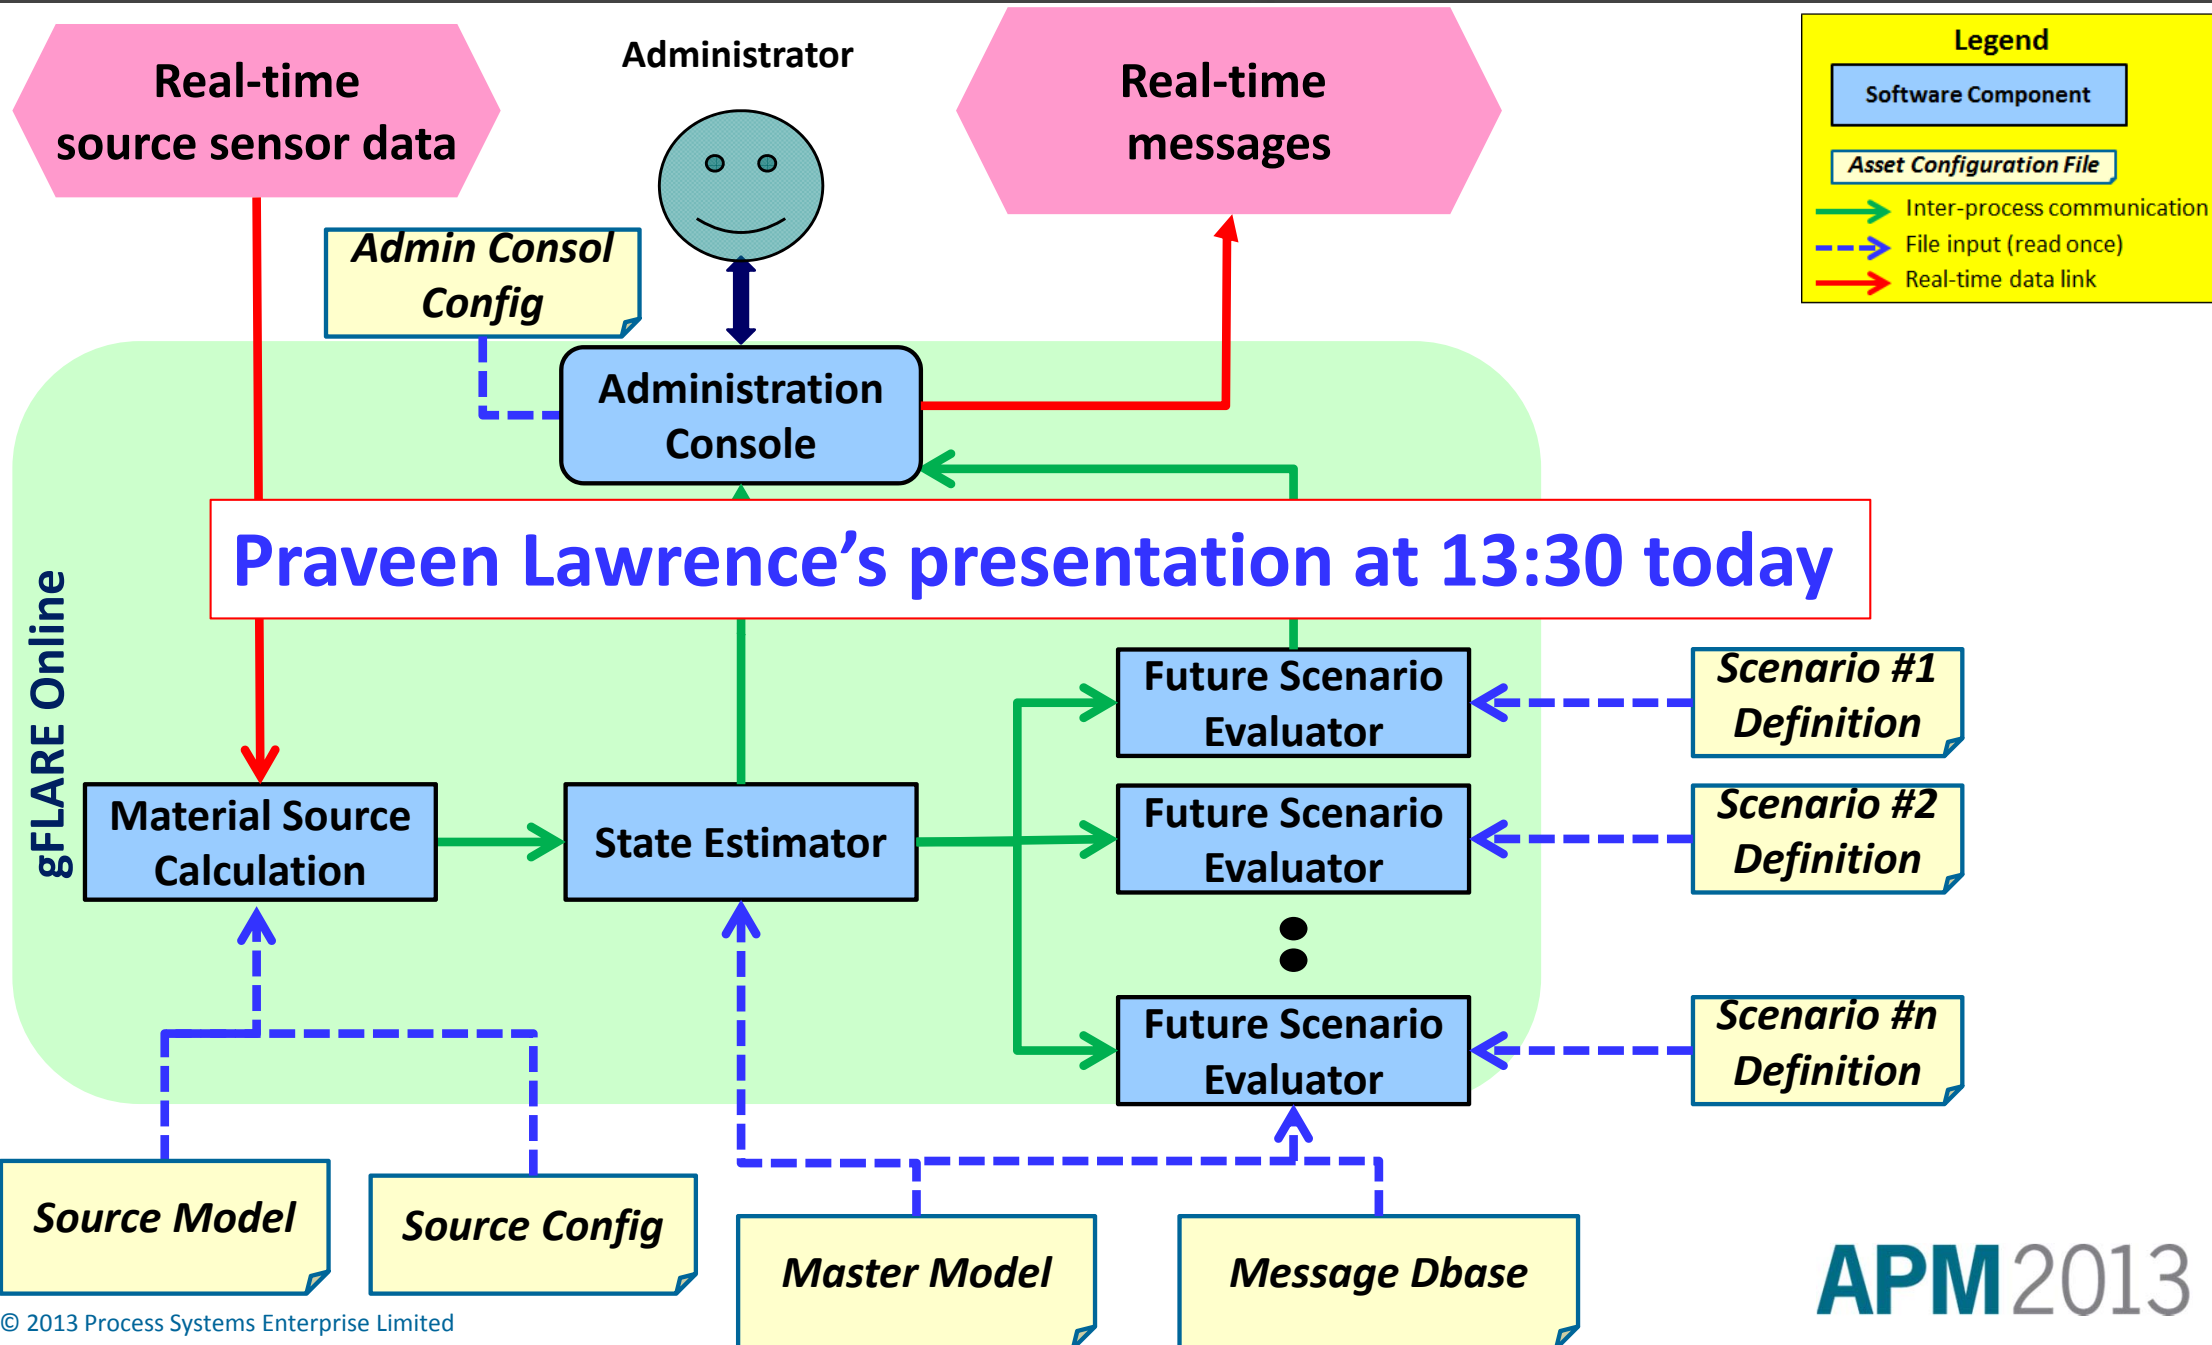 Real-time
source sensor data
Administrator
Real-time
messages
Legend
Software Component
Asset Configuration File
Inter-process communication
File input (read once)
Real-time data link
Admin Consol
Config
Administration
Console
Praveen Lawrence’s presentation at 13:30 today
gFLARE Online
Future Scenario
Evaluator
Scenario #1
Definition
Material Source
Calculation
State Estimator
Future Scenario
Evaluator
Scenario #2
Definition
Future Scenario
Evaluator
Scenario #n
Definition
Source Model
Source Config
Master Model
Message Dbase
APM2013
© 2013 Process Systems Enterprise Limited